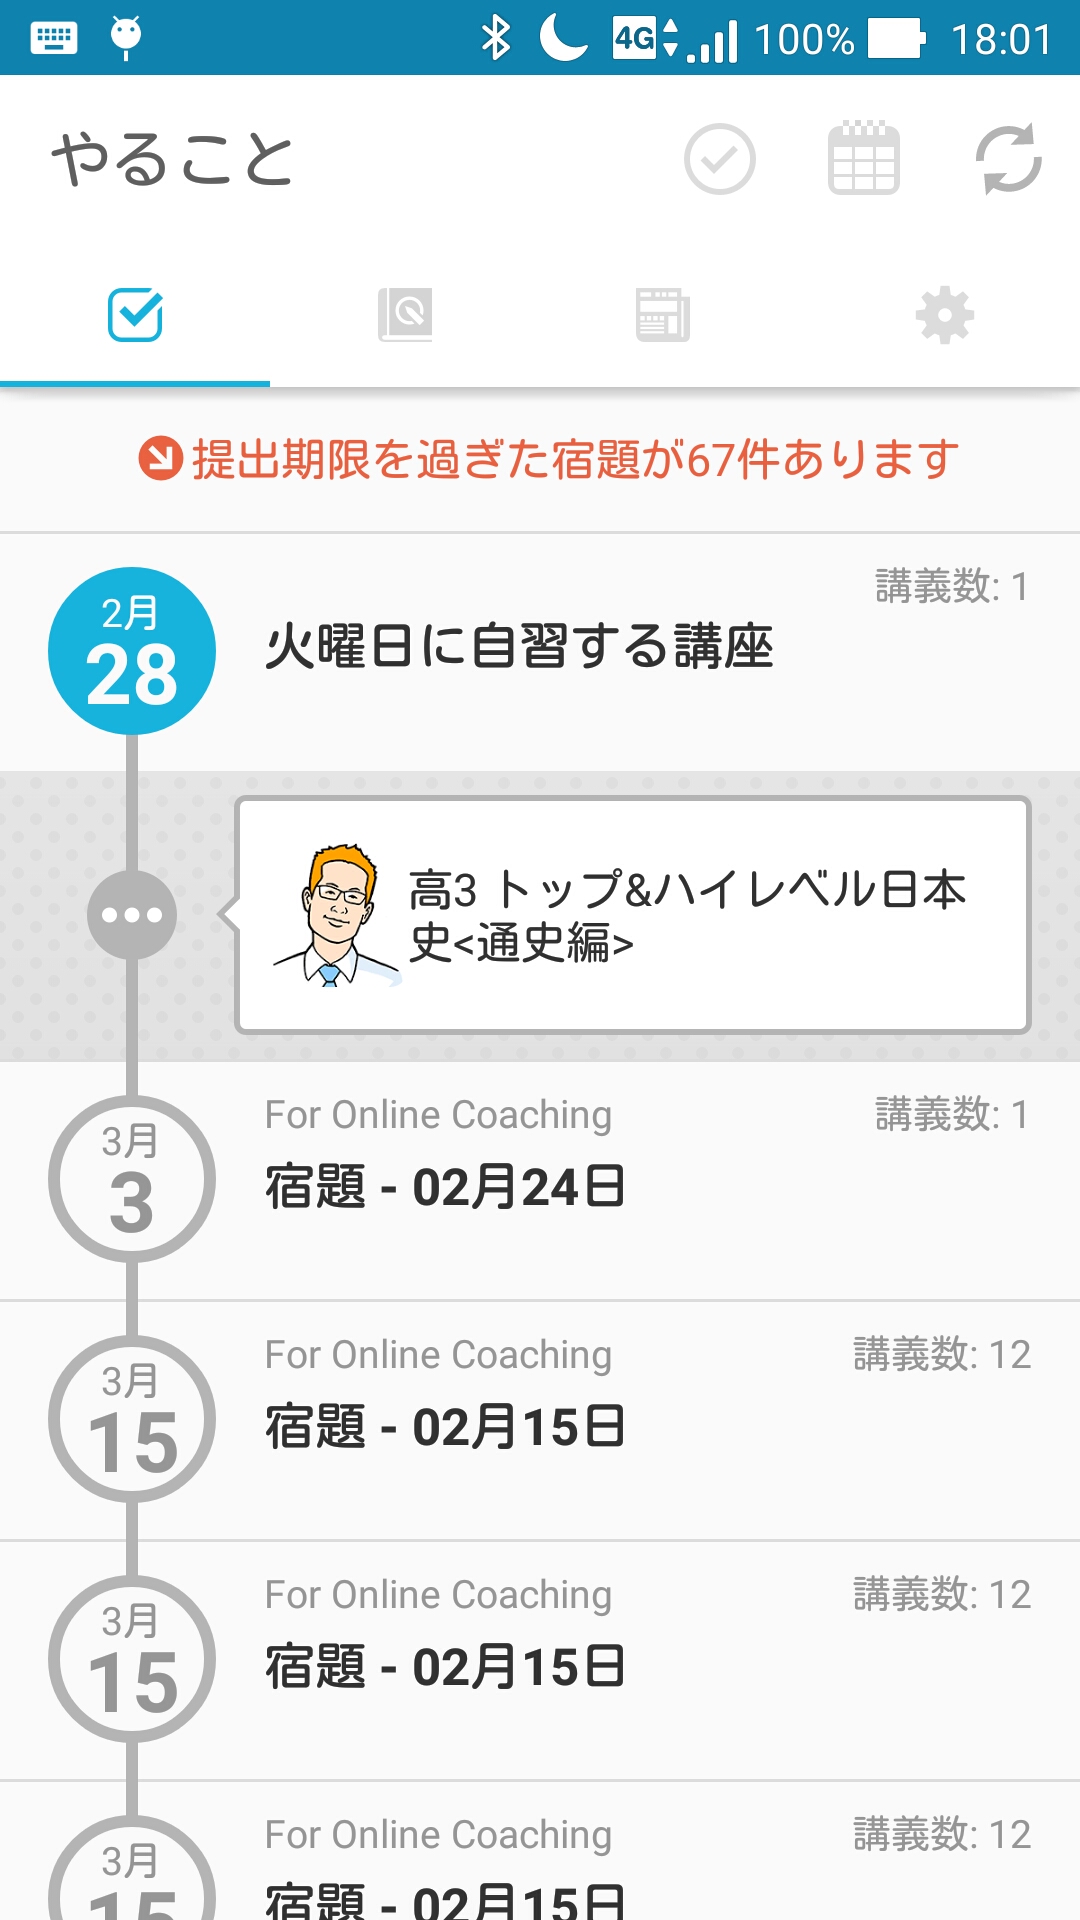 4G 100% 18:01
やること
提出期限を過ぎた宿題が67件あります
2月
28
講義数: 1
火曜日に自習する講座
高3 トップ&ハイレベル日本
史<通史編>
3月
3
For Online Coaching
講義数: 1
宿題 - 02月24日
3月
15
For Online Coaching
講義数: 12
宿題 - 02月15日
3月
15
For Online Coaching
講義数: 12
宿題 - 02月15日
3月
15
For Online Coaching
講義数: 12
宿題 - 02月15日